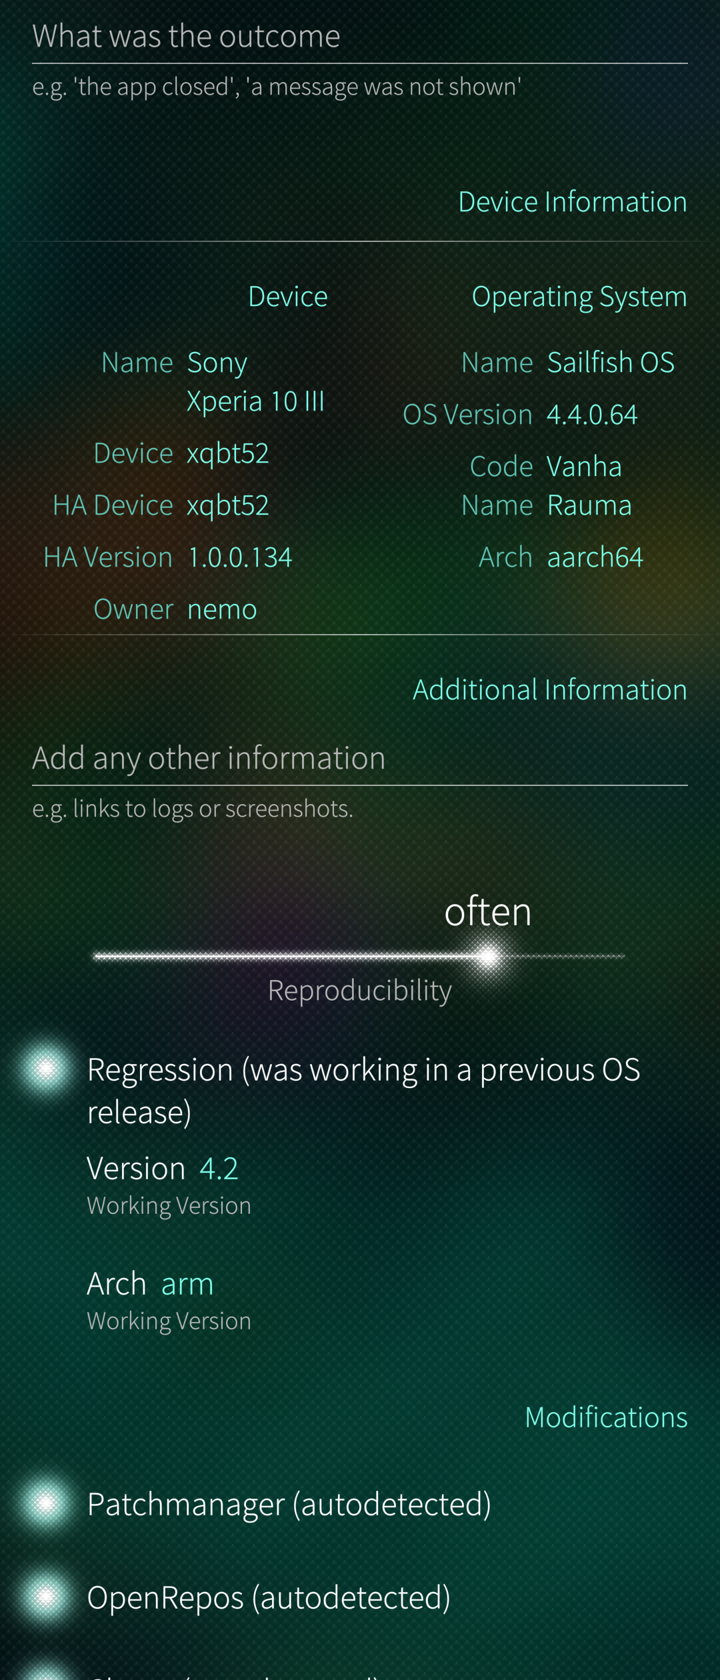 What was the outcome
e.g. 'the app closed', 'a message was not shown'
Device Information
Device
Name Sony
Xperia 10 III
Device xqbt52
HA Device xqbt52
HA Version 1.0.0.134
Owner nemo
Operating System
Name Sailfish OS
OS Version 4.4.0.64
Code Vanha
Name Rauma
Arch aarch64
Additional Information
Add any other information
e.g. links to logs or screenshots.
often
Reproducibility
Regression (was working in a previous OS
release)
Version 4.2
Working Version
Arch arm
Working Version
Modifications
Patchmanager (autodetected)
OpenRepos (autodetected)